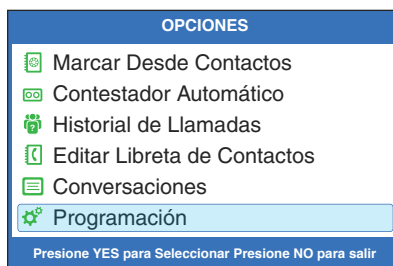 OPCIONES
Marcar Desde Contactos
Contestador Automático
Historial de Llamadas
Editar Libreta de Contactos
Conversaciones
Programación
Presione YES para Seleccionar Presione NO para salir